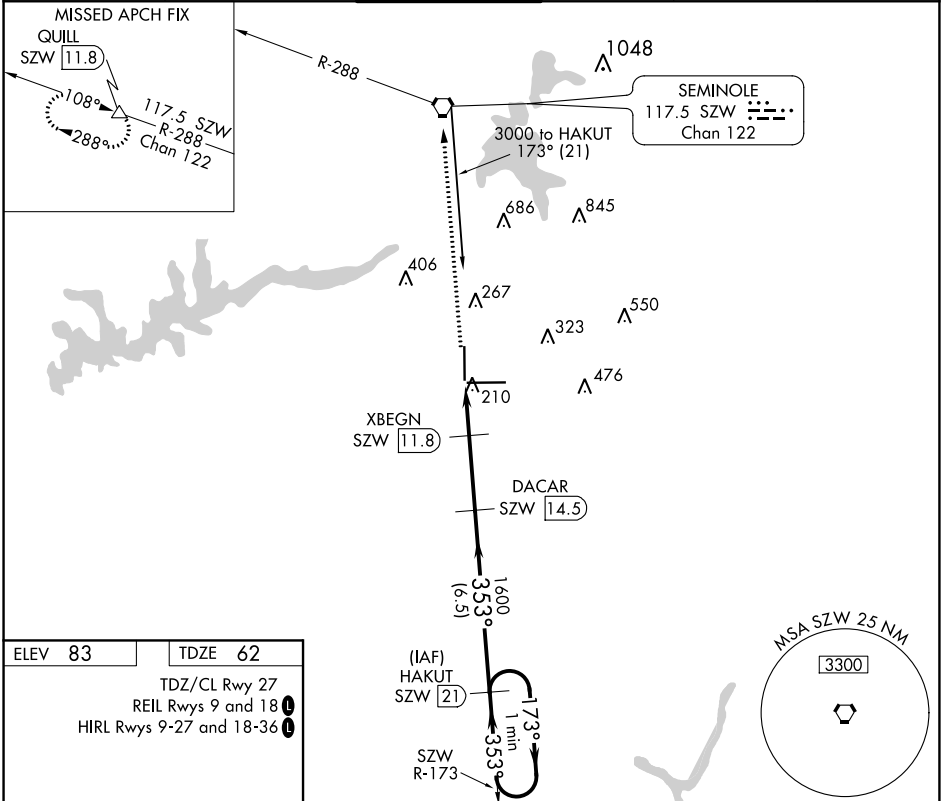 MISSED APCH FIX
QUILL
SZW 11.8
108°
288°
117.5 SZW
R-288
Chan 122
R-288
1048
SEMINOLE
117.5 SZW
Chan 122
3000 to HAKUT
173° (21)
686
845
406
267
550
323
476
210
XBEGN
SZW 11.8
DACAR
SZW 14.5
1600
353°
(6.5)
(IAF)
HAKUT
SZW 21
173°
1 min
353°
SZW
R-173
ELEV 83
TDZE 62
TDZ/CL Rwy 27
REIL Rwys 9 and 18 L
HIRL Rwys 9-27 and 18-36 L
MSA SZW 25 NM
3300